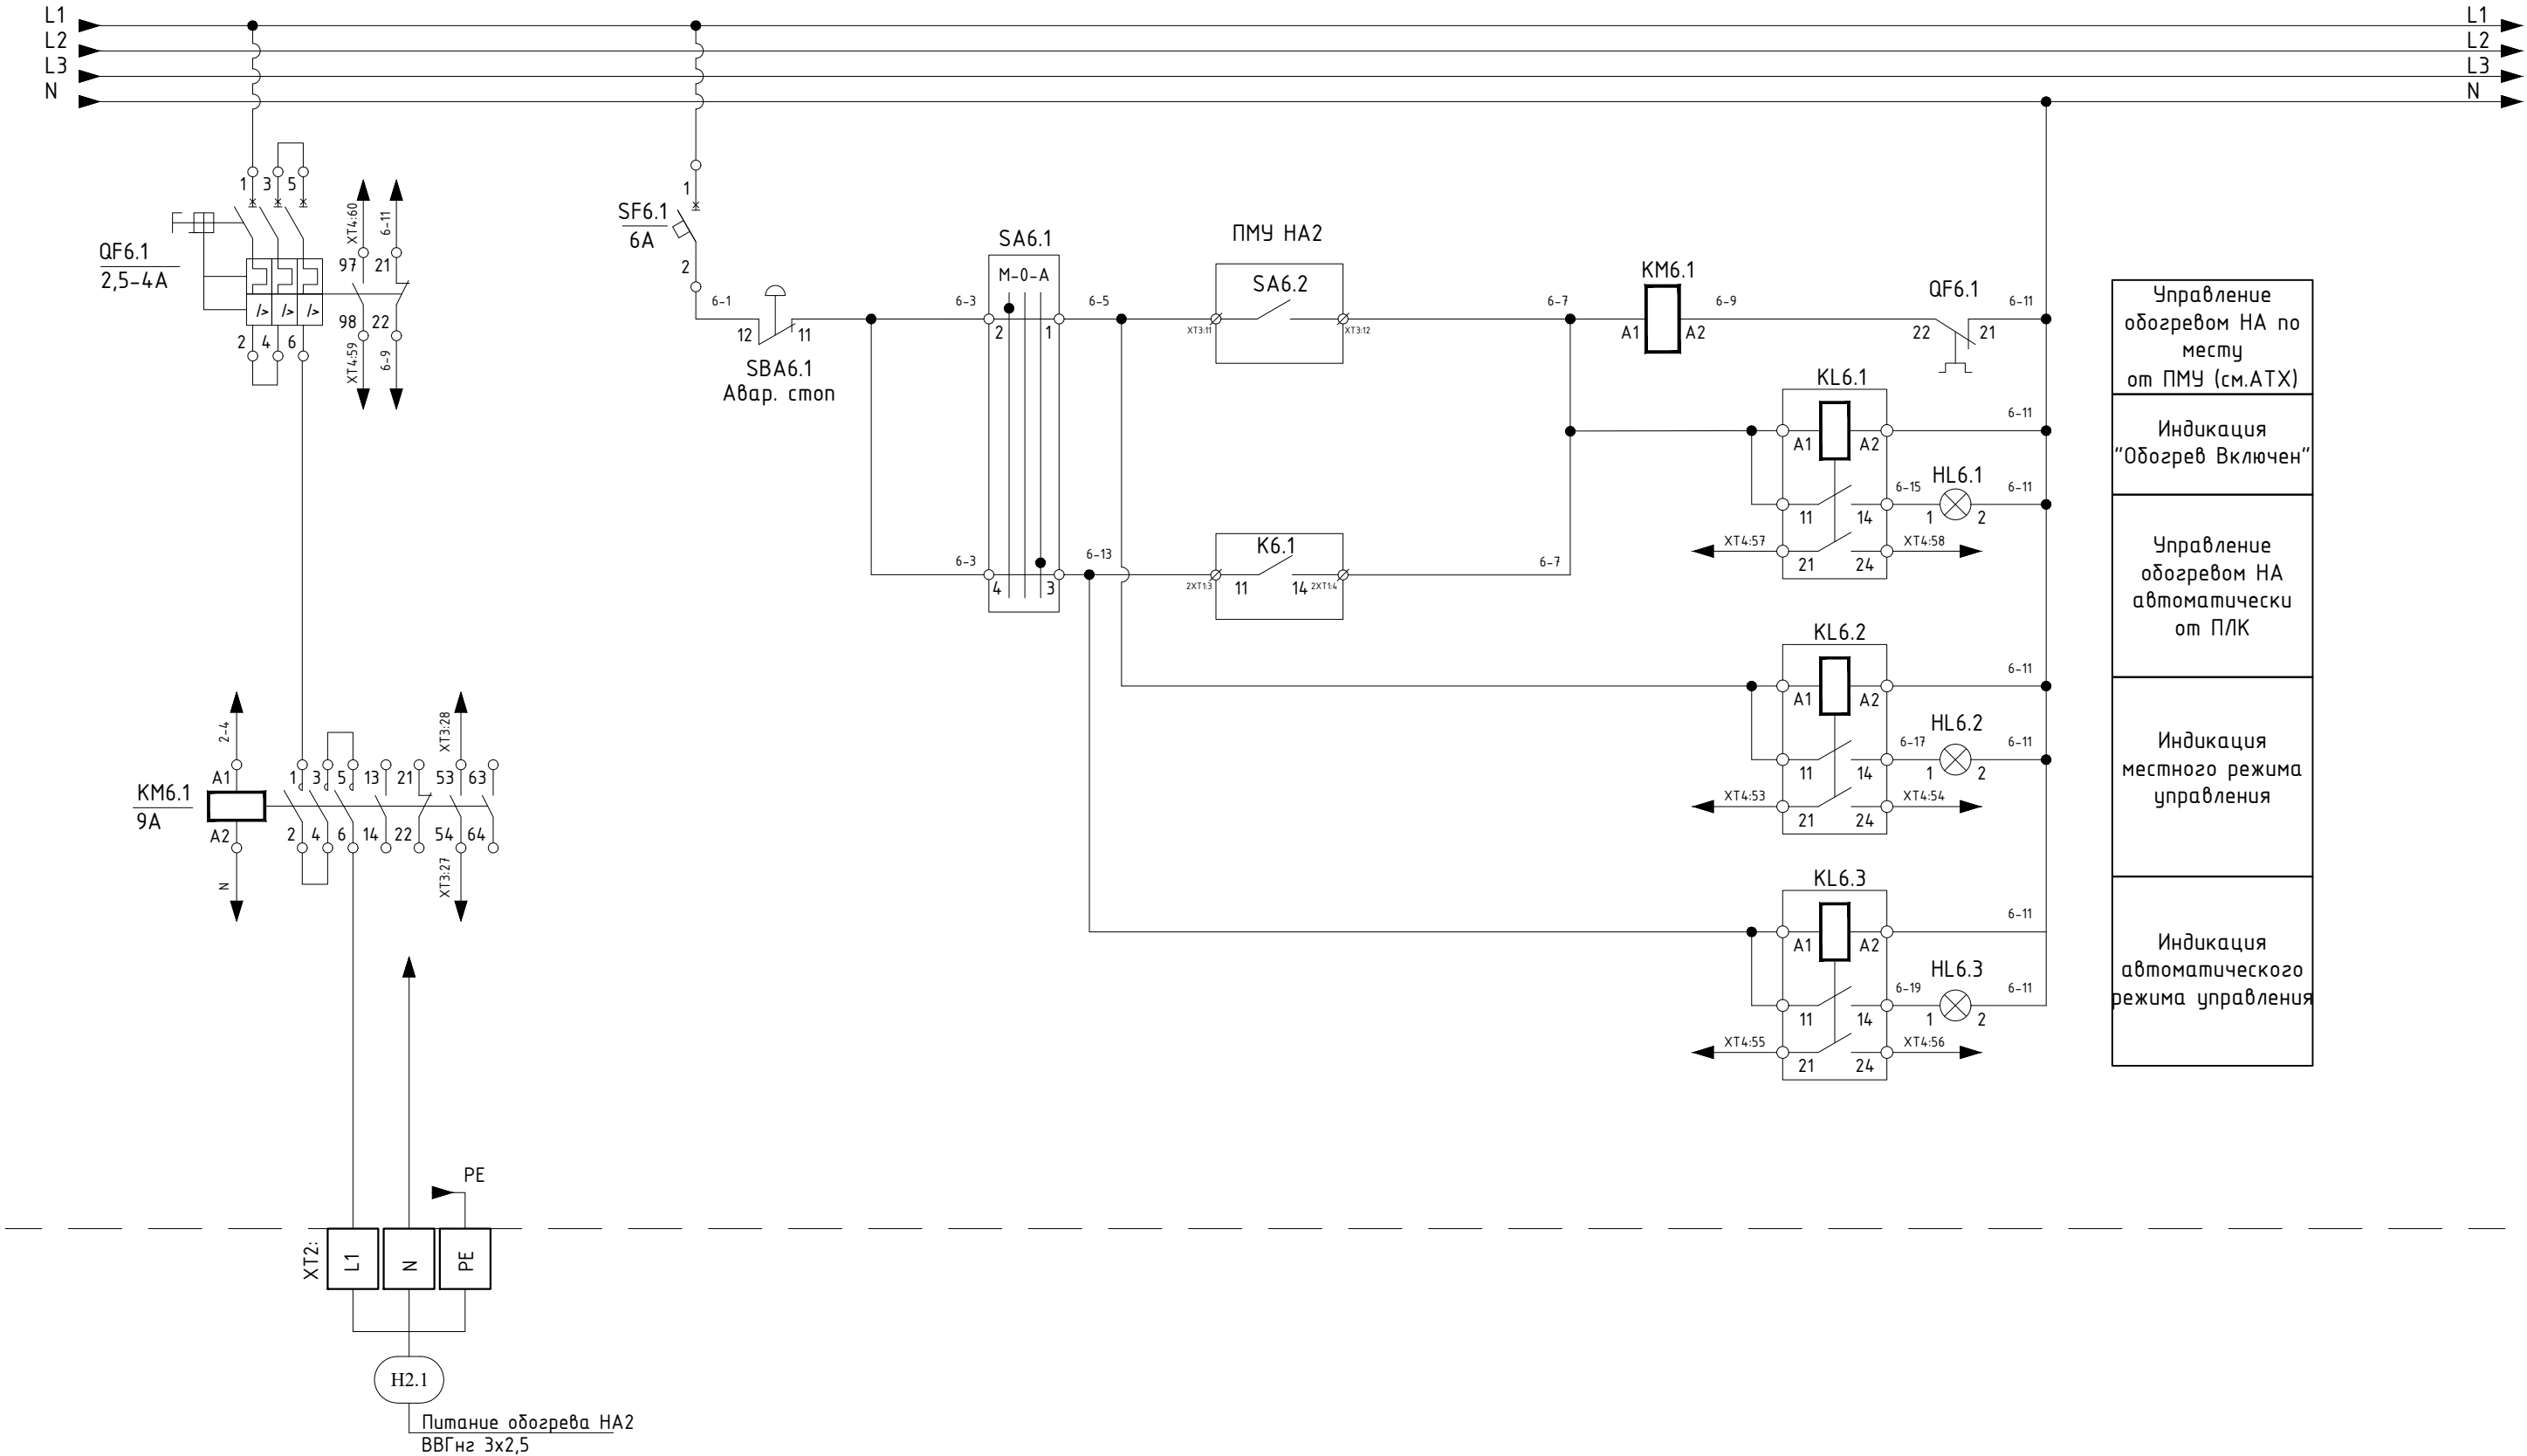 L1
L1
L2
L2
L3
L3
N
N
1
3
5
QF6.1
2,5-4A
XT4:60
6-11
97
21
98
22
2
4
6
XT4:59
6-9
1
SF6.1
6A
2
6-1
12
11
SBA6.1
Авар. стоп
SA6.1
М-0-А
6-3
2
1
6-5
6-3
4
3
6-13
ПМУ НА2
SA6.2
XT3:11
XT3:12
6-7
K6.1
2XT1:3
11
14
2XT1:4
6-7
KM6.1
A1
A2
6-9
QF6.1
22
21
6-11
KL6.1
A1
A2
6-11
HL6.1
6-15
6-11
11
14
1
2
XT4:57
XT4:58
21
24
KL6.2
A1
A2
6-11
HL6.2
6-17
6-11
11
14
1
2
XT4:53
XT4:54
21
24
KL6.3
A1
A2
6-11
HL6.3
6-19
6-11
11
14
1
2
XT4:55
XT4:56
21
24
Управление
обогревом НА по
месту
от ПМУ (см.АТХ)
Индикация
"Обогрев Включен"
Управление
обогревом НА
автоматически
от ПЛК
Индикация
местного режима
управления
Индикация
автоматического
режима управления
2-4
XT3:28
A1
1
3
5
13
21
53
63
KM6.1
9A
A2
2
4
6
14
22
54
64
N
XT3:27
PE
XT2:
L1
N
PE
H2.1
Питание обогрева НА2
ВВГнг 3х2,5